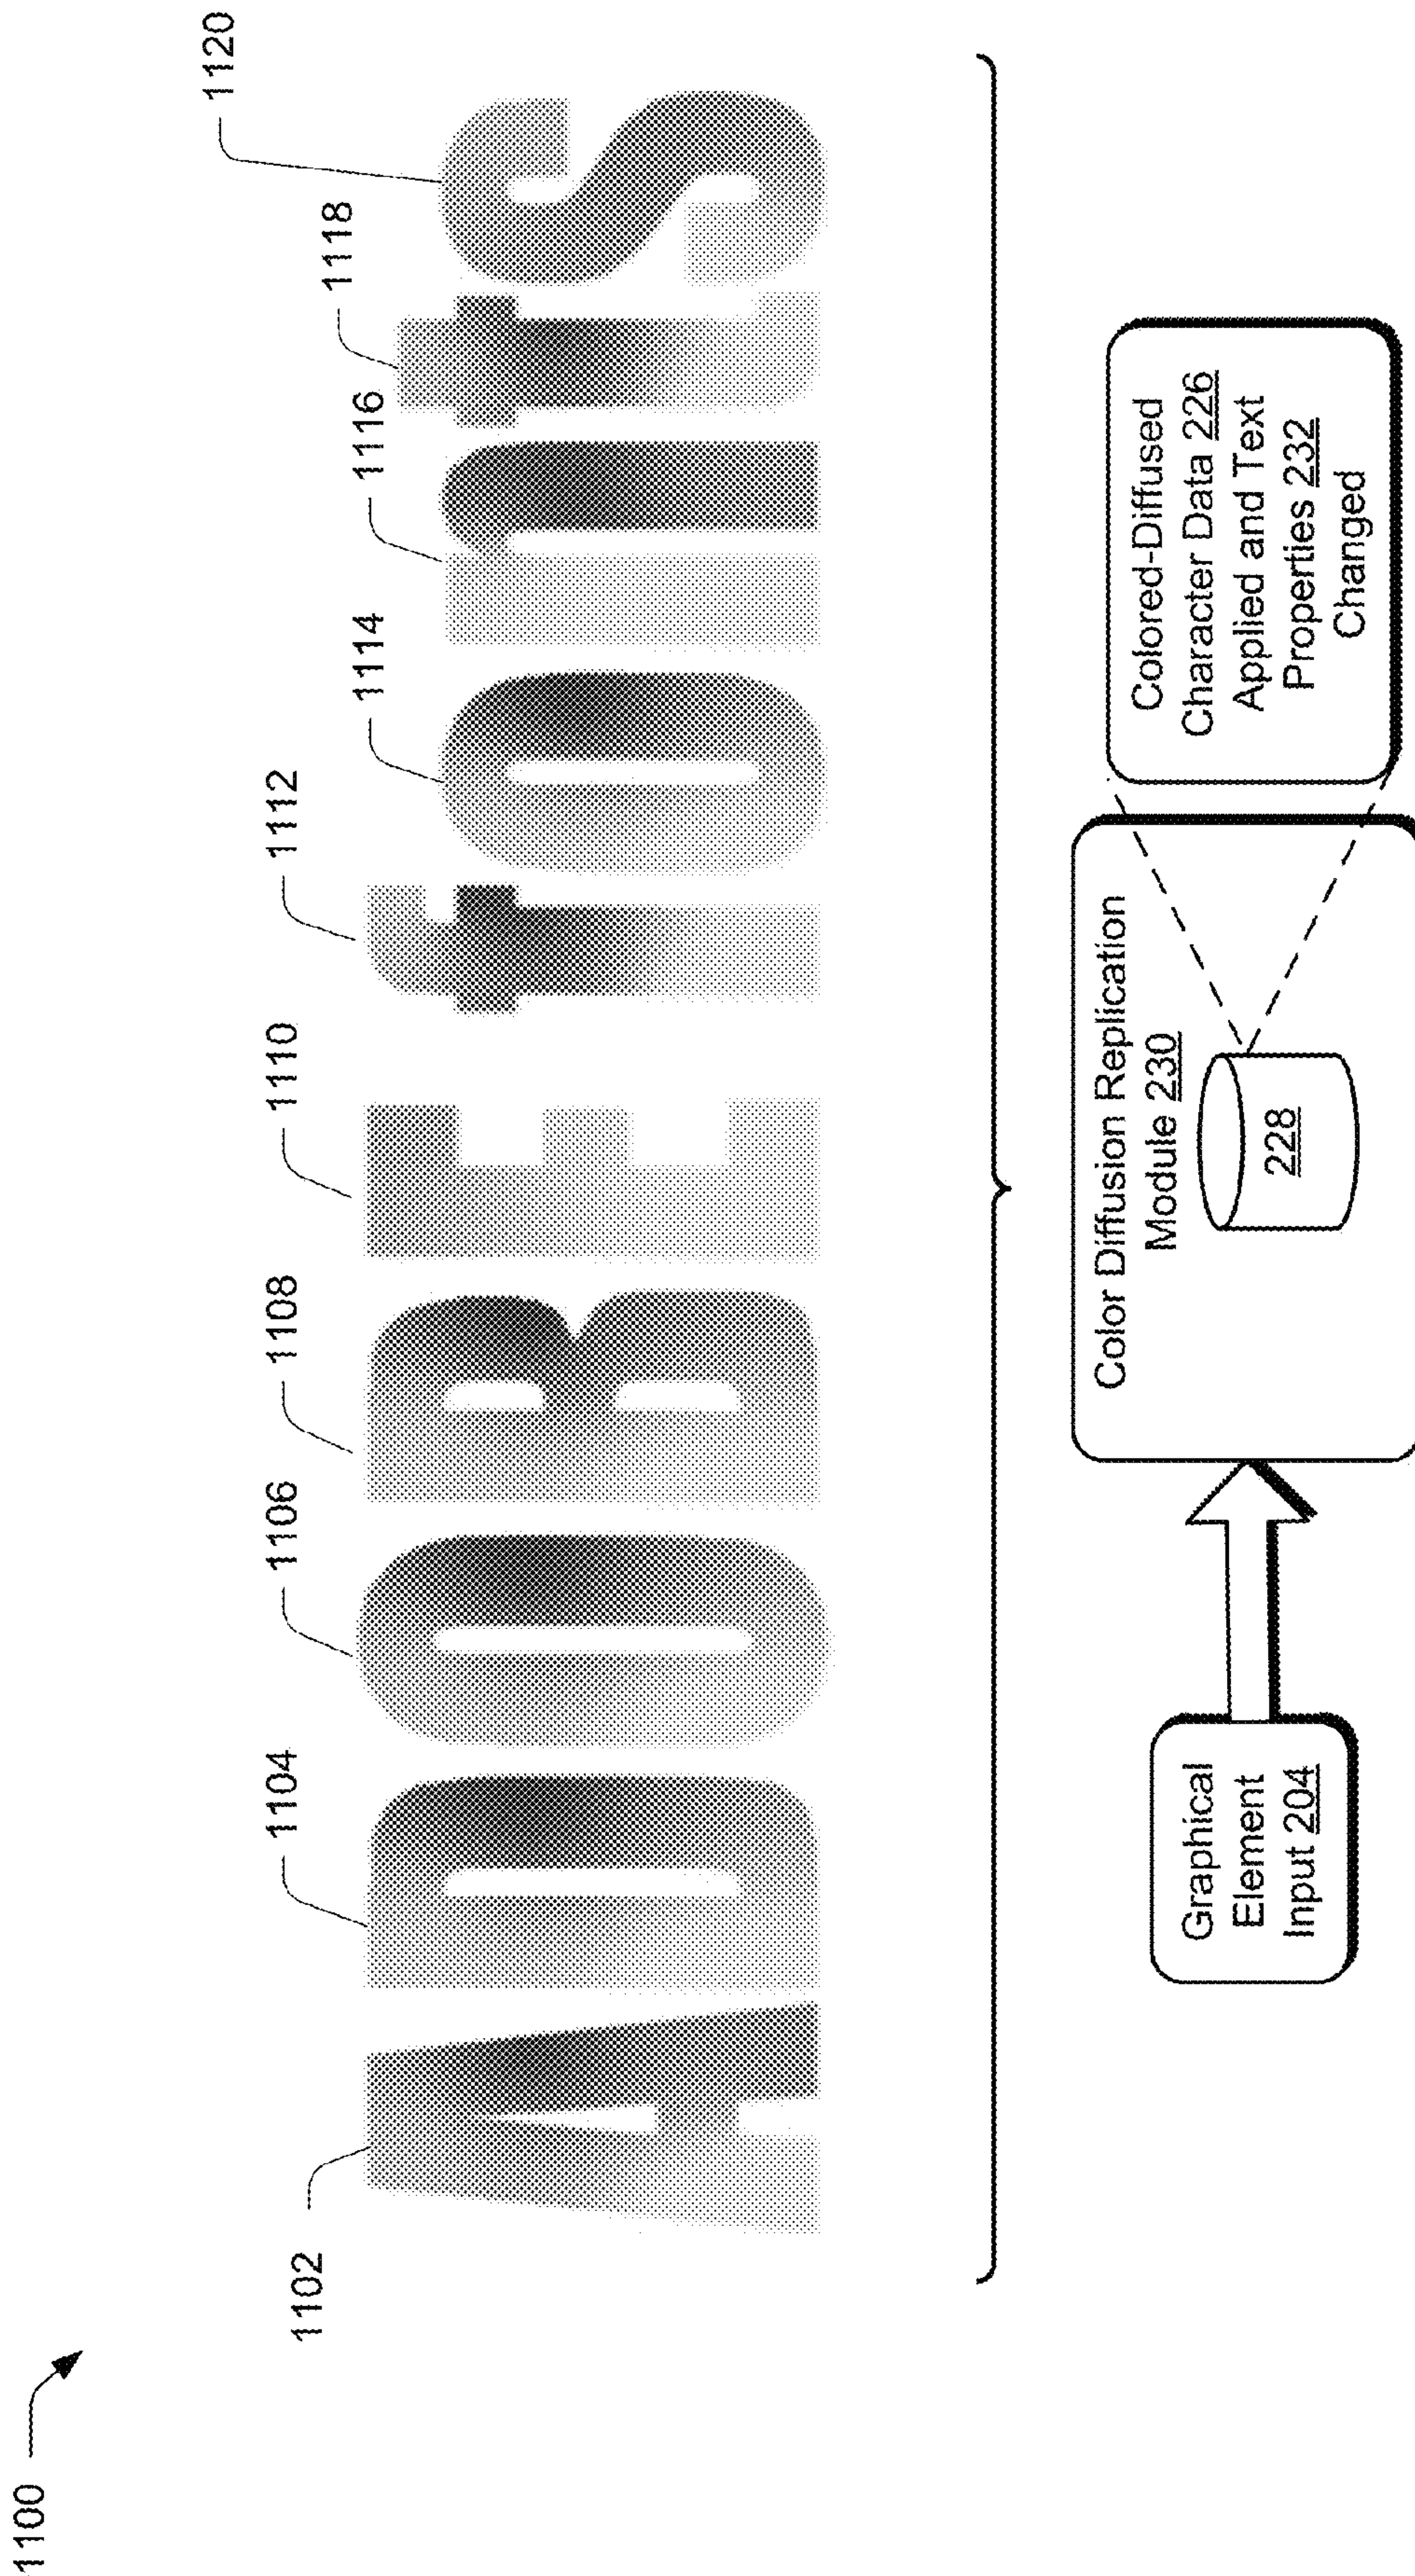 1100
1102
1104
1106
1108
1110
1112
1114
1116
1118
1120
ADOBE fonts
Graphical
Element
Input 204
Color Diffusion Replication
Module 230
228
Colored-Diffused
Character Data 226
Applied and Text
Properties 232
Changed